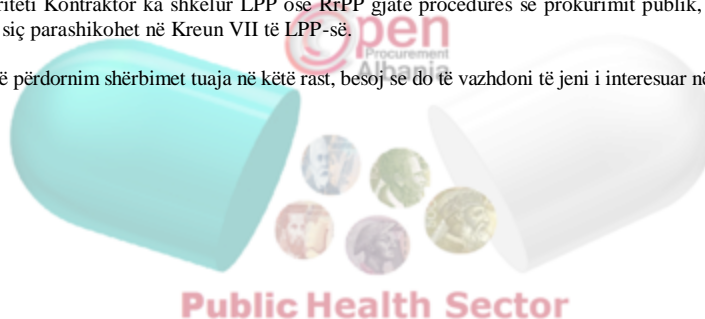 riteti Kontraktor ka shkelur LPP ose RrPP gjatë procedurës së prokurimit publik,
siç parashikohet në Kreun VII të LPP-së.
Open
Procurement
Albania
ë përdornim shërbimet tuaja në këtë rast, besoj se do të vazhdoni të jeni i interesuar në
Public Health Sector